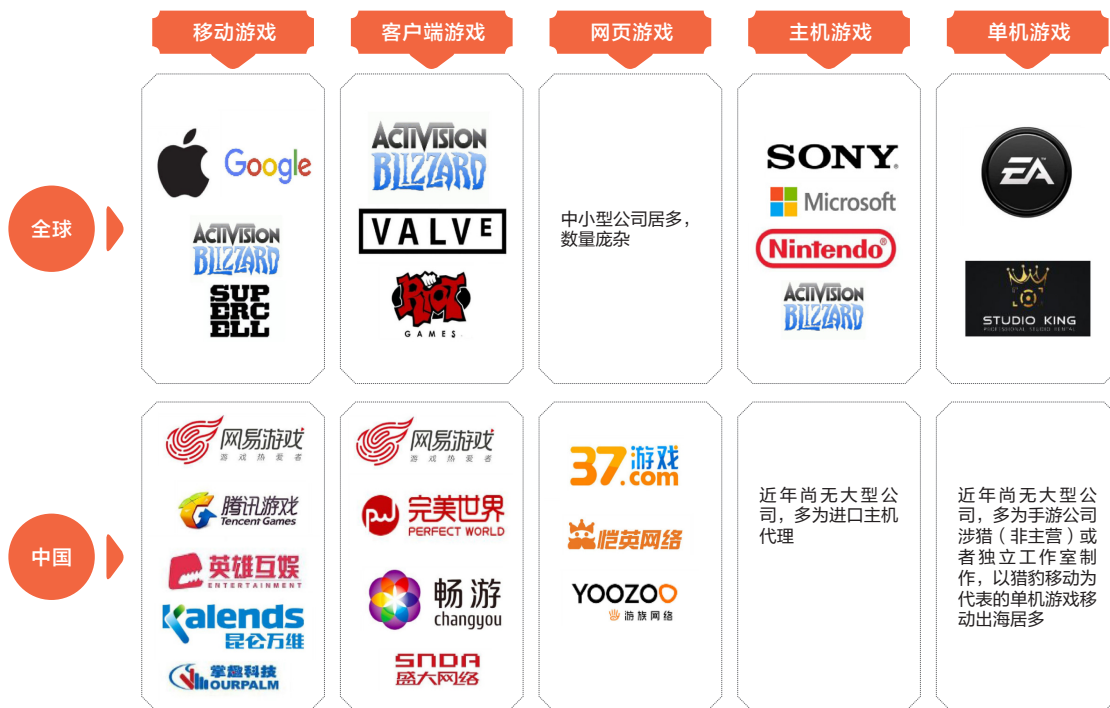 移动游戏
客户端游戏
网页游戏
主机游戏
单机游戏
全球
Google
ACTIVISION
BLIZZARD
SUP
ERC
ELL
ACTIVISION
BLIZZARD
VALVE
RIOT
GAMES
中小型公司居多，
数量庞杂
SONY
Microsoft
Nintendo®
ACTIVISION
BLIZZARD
EA
STUDIO KING
PROFESSIONAL STUDIO RENTAL
中国
网易游戏
游戏热爱者
腾讯游戏
Tencent Games
英雄互娱
ENTERTAINMENT
Kalends
昆仑万维
掌趣科技
OURPALM
网易游戏
游戏热爱者
pw
完美世界
PERFECT WORLD
畅游
changyou
SNDA
盛大网络
37游戏
.com
恺英网络
YOOZOO
游族网络
近年尚无大型公
司，多为进口主机
代理
近年尚无大型公
司，多为手游公司
涉猎（非主营）或
者独立工作室制
作，以猎豹移动为
代表的单机游戏移
动出海居多